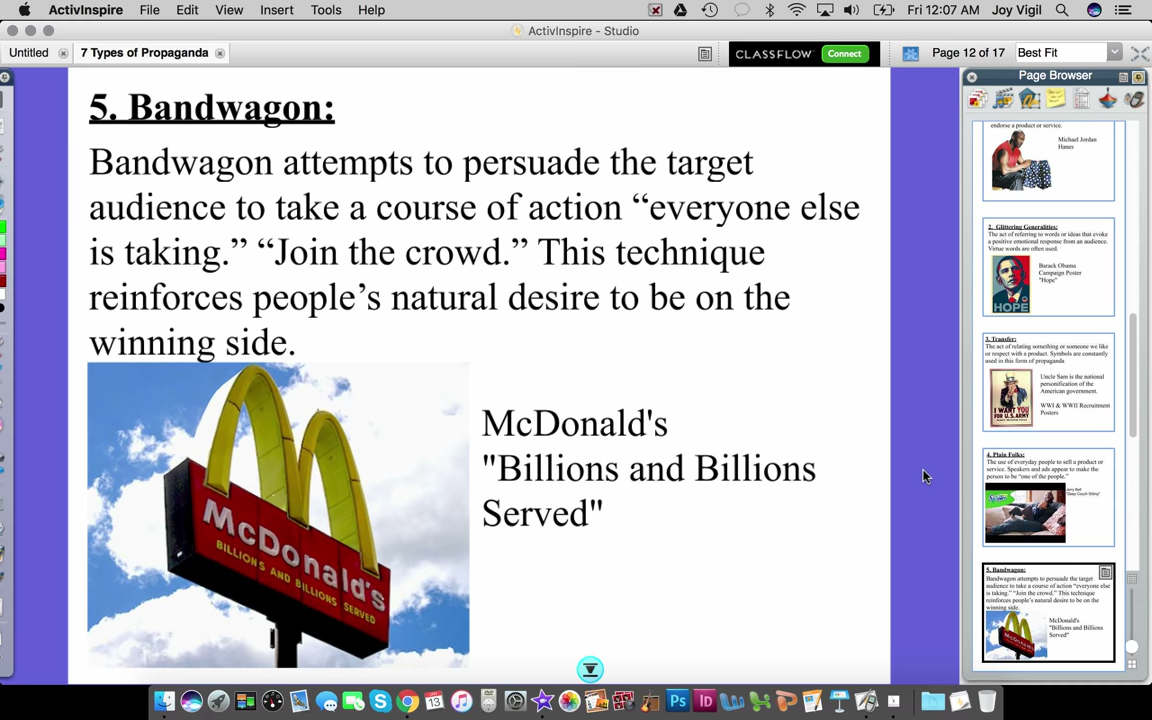 ActivInspire File Edit View Insert Tools Help Fri 12:07 AM Joy Vigil
ActivInspire - Studio
Untitled 7 Types of Propaganda CLASSFLOW Connect Page 12 of 17 Best Fit
5. Bandwagon:
Bandwagon attempts to persuade the target
audience to take a course of action “everyone else
is taking.” “Join the crowd.” This technique
reinforces people’s natural desire to be on the
winning side.
McDonald's
BILLIONS AND BILLIONS SERVED
McDonald's
"Billions and Billions
Served"
Page Browser
endorse a product or service.
Michael Jordan
Hanes
2. Glittering Generalities:
The act of referring to words or ideas that evoke
a positive emotional response from an audience.
Virtue words are often used.
Barack Obama
Campaign Poster
"Hope"
HOPE
3. Transfer:
The act of relating something or someone we like
or respect with a product. Symbols are constantly
used in this form of propaganda
Uncle Sam is the national
personification of the
American government.
WWI & WWII Recruitment
Posters
I WANT YOU
FOR U.S. ARMY
4. Plain Folks:
The use of everyday people to sell a product or
service. Speakers and ads appear to make the
person to be “one of the people.”
5. Bandwagon:
Bandwagon attempts to persuade the target
audience to take a course of action “everyone else
is taking.” “Join the crowd.” This technique
reinforces people’s natural desire to be on the
winning side.
McDonald's
"Billions and Billions
Served"
13
Ps Id